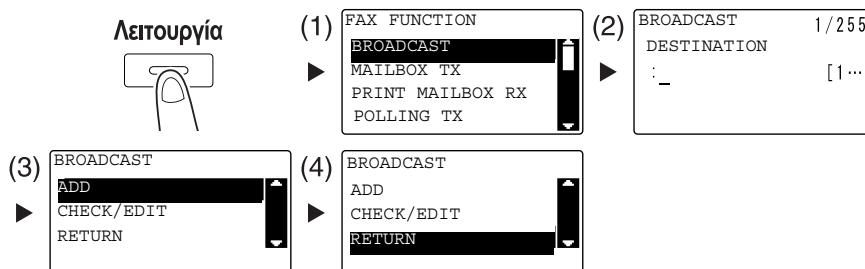 Λειτουργία
(1)
FAX FUNCTION
BROADCAST
MAILBOX TX
PRINT MAILBOX RX
POLLING TX
(2)
BROADCAST 1/255
DESTINATION
:_ [1···
(3)
BROADCAST
ADD
CHECK/EDIT
RETURN
(4)
BROADCAST
ADD
CHECK/EDIT
RETURN